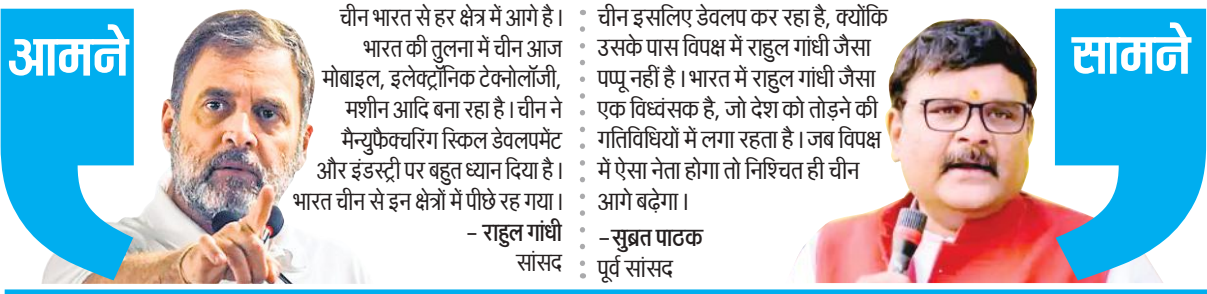 आमने
चीन भारत से हर क्षेत्र में आगे है।
भारत की तुलना में चीन आज
मोबाइल, इलेक्ट्रॉनिक टेक्नोलॉजी,
मशीन आदि बना रहा है। चीन ने
मैन्युफैक्चरिंग स्किल डेवलपमेंट
और इंडस्ट्री पर बहुत ध्यान दिया है।
भारत चीन से इन क्षेत्रों में पीछे रह गया।
– राहुल गांधी
सांसद
चीन इसलिए डेवलप कर रहा है, क्योंकि
उसके पास विपक्ष में राहुल गांधी जैसा
पप्पू नहीं है। भारत में राहुल गांधी जैसा
एक विध्वंसक है, जो देश को तोड़ने की
गतिविधियों में लगा रहता है। जब विपक्ष
में ऐसा नेता होगा तो निश्चित ही चीन
आगे बढ़ेगा।
–सुब्रत पाठक
पूर्व सांसद
सामने